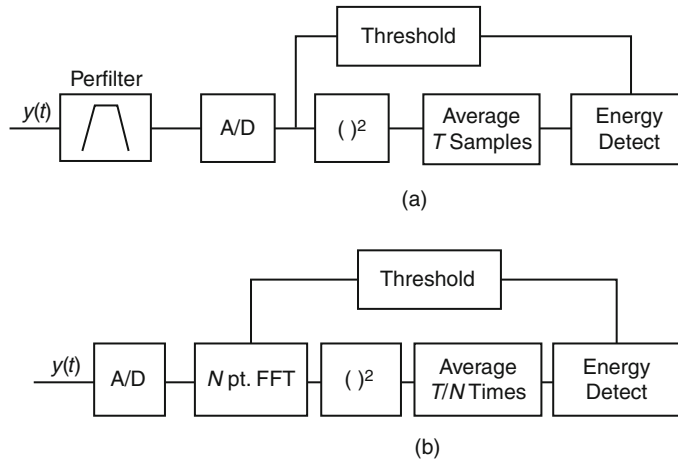 Threshold
Perfilter
y(t)
A/D
( )²
Average
T Samples
Energy
Detect
(a)
Threshold
y(t)
A/D
N pt. FFT
( )²
Average
T/N Times
Energy
Detect
(b)